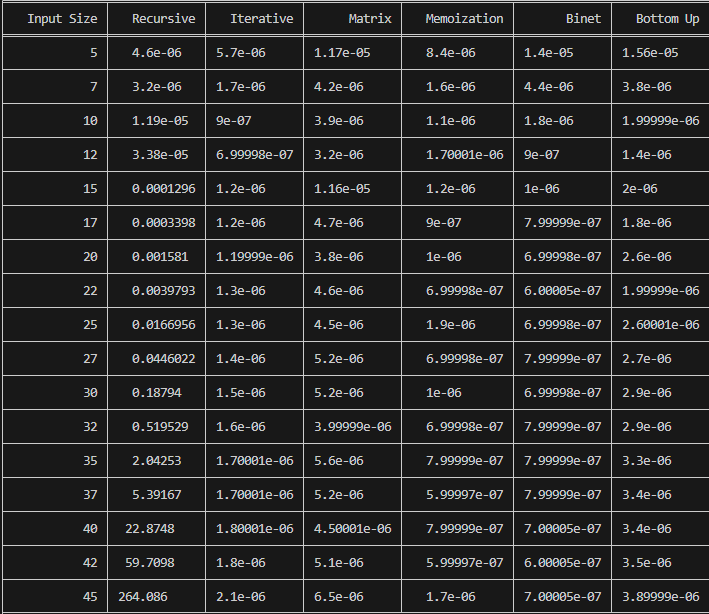 Input Size Recursive Iterative Matrix Memoization Binet Bottom Up
5 4.6e-06 5.7e-06 1.17e-05 8.4e-06 1.4e-05 1.56e-05
7 3.2e-06 1.7e-06 4.2e-06 1.6e-06 4.4e-06 3.8e-06
10 1.19e-05 9e-07 3.9e-06 1.1e-06 1.8e-06 1.99999e-06
12 3.38e-05 6.99998e-07 3.2e-06 1.70001e-06 9e-07 1.4e-06
15 0.0001296 1.2e-06 1.16e-05 1.2e-06 1e-06 2e-06
17 0.0003398 1.2e-06 4.7e-06 9e-07 7.99999e-07 1.8e-06
20 0.001581 1.19999e-06 3.8e-06 1e-06 6.99998e-07 2.6e-06
22 0.0039793 1.3e-06 4.6e-06 6.99998e-07 6.00005e-07 1.99999e-06
25 0.0166956 1.3e-06 4.5e-06 1.9e-06 6.99998e-07 2.60001e-06
27 0.0446022 1.4e-06 5.2e-06 6.99998e-07 7.99999e-07 2.7e-06
30 0.18794 1.5e-06 5.2e-06 1e-06 6.99998e-07 2.9e-06
32 0.519529 1.6e-06 3.99999e-06 6.99998e-07 7.99999e-07 2.9e-06
35 2.04253 1.70001e-06 5.6e-06 7.99999e-07 7.99999e-07 3.3e-06
37 5.39167 1.70001e-06 5.2e-06 5.99997e-07 7.99999e-07 3.4e-06
40 22.8748 1.80001e-06 4.50001e-06 7.99999e-07 7.00005e-07 3.4e-06
42 59.7098 1.8e-06 5.1e-06 5.99997e-07 6.00005e-07 3.5e-06
45 264.086 2.1e-06 6.5e-06 1.7e-06 7.00005e-07 3.89999e-06